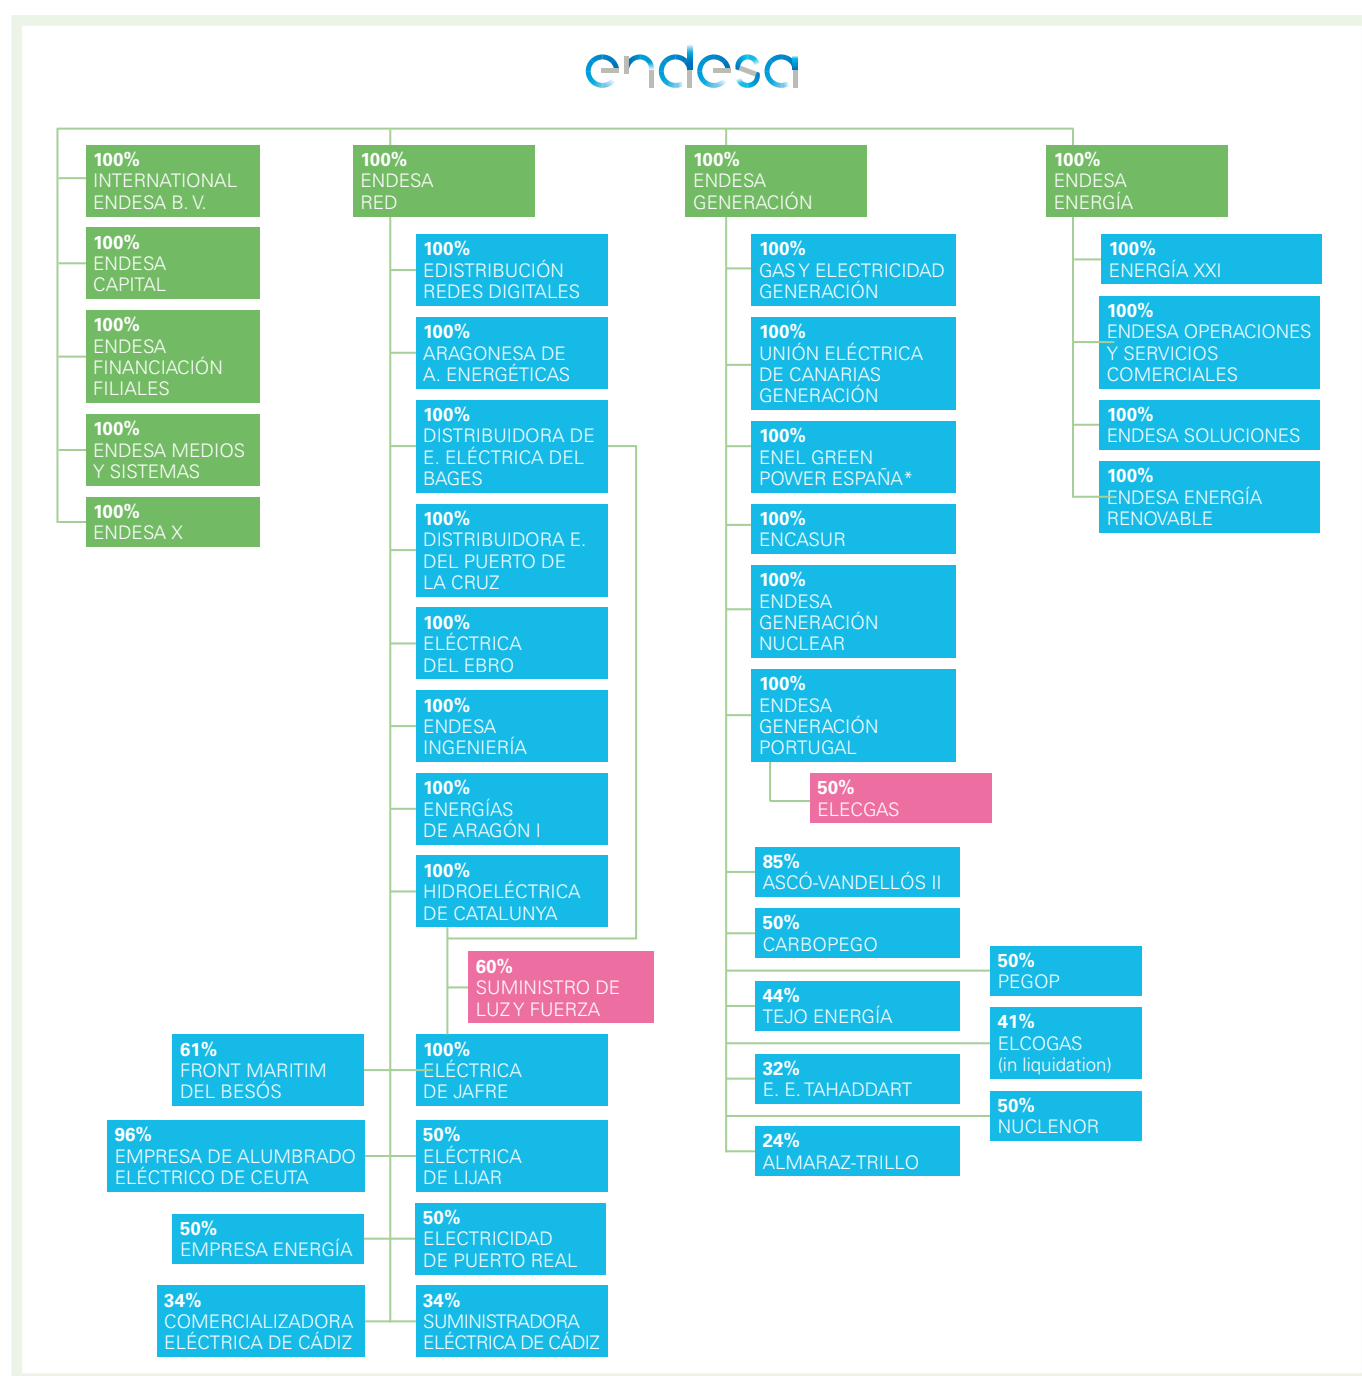 endesa
100%
INTERNATIONAL
ENDESA B. V.
100%
ENDESA
CAPITAL
100%
ENDESA
FINANCIACIÓN
FILIALES
100%
ENDESA MEDIOS
Y SISTEMAS
100%
ENDESA X
100%
ENDESA
RED
100%
EDISTRIBUCIÓN
REDES DIGITALES
100%
ARAGONESA DE
A. ENERGÉTICAS
100%
DISTRIBUIDORA DE
E. ELÉCTRICA DEL
BAGES
100%
DISTRIBUIDORA E.
DEL PUERTO DE
LA CRUZ
100%
ELÉCTRICA
DEL EBRO
100%
ENDESA
INGENIERÍA
100%
ENERGÍAS
DE ARAGÓN I
100%
HIDROELÉCTRICA
DE CATALUNYA
60%
SUMINISTRO DE
LUZ Y FUERZA
61%
FRONT MARITIM
DEL BESÓS
100%
ELÉCTRICA
DE JAFRE
96%
EMPRESA DE ALUMBRADO
ELÉCTRICO DE CEUTA
50%
ELÉCTRICA
DE LIJAR
50%
EMPRESA ENERGÍA
50%
ELECTRICIDAD
DE PUERTO REAL
34%
COMERCIALIZADORA
ELÉCTRICA DE CÁDIZ
34%
SUMINISTRADORA
ELÉCTRICA DE CÁDIZ
100%
ENDESA
GENERACIÓN
100%
GAS Y ELECTRICIDAD
GENERACIÓN
100%
UNIÓN ELÉCTRICA
DE CANARIAS
GENERACIÓN
100%
ENEL GREEN
POWER ESPAÑA*
100%
ENCASUR
100%
ENDESA
GENERACIÓN
NUCLEAR
100%
ENDESA
GENERACIÓN
PORTUGAL
50%
ELECGAS
85%
ASCÓ-VANDELLÓS II
50%
CARBOPEGO
50%
PEGOP
44%
TEJO ENERGÍA
41%
ELCOGAS
(in liquidation)
32%
E. E. TAHADDART
50%
NUCLENOR
24%
ALMARAZ-TRILLO
100%
ENDESA
ENERGÍA
100%
ENERGÍA XXI
100%
ENDESA OPERACIONES
Y SERVICIOS
COMERCIALES
100%
ENDESA SOLUCIONES
100%
ENDESA ENERGÍA
RENOVABLE